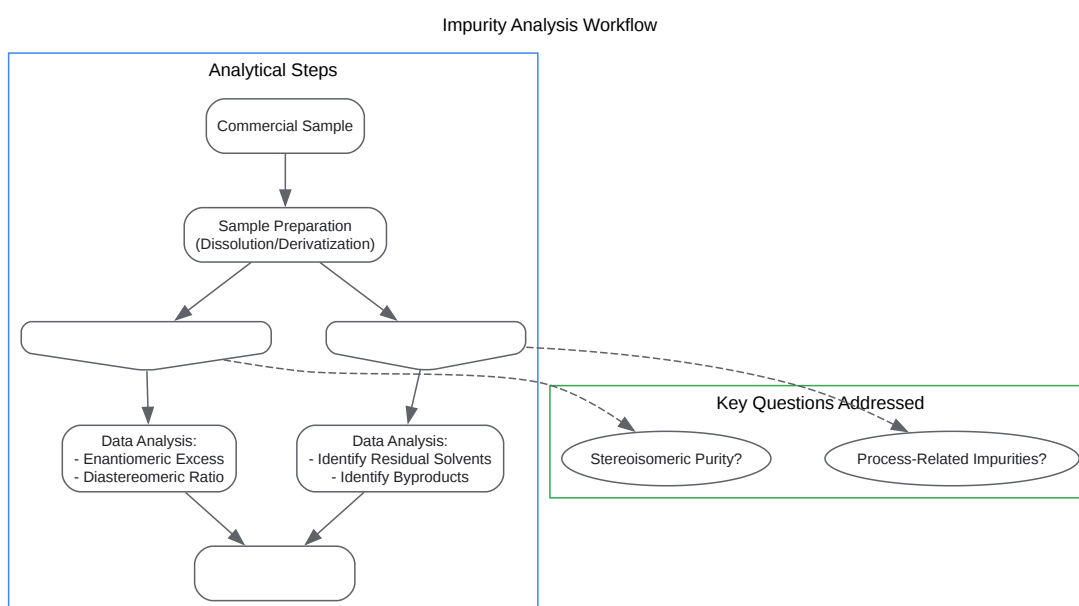 Impurity Analysis Workflow
Analytical Steps
Commercial Sample
Sample Preparation
(Dissolution/Derivatization)
Data Analysis:
- Enantiomeric Excess
- Diastereomeric Ratio
Data Analysis:
- Identify Residual Solvents
- Identify Byproducts
Key Questions Addressed
Stereoisomeric Purity?
Process-Related Impurities?